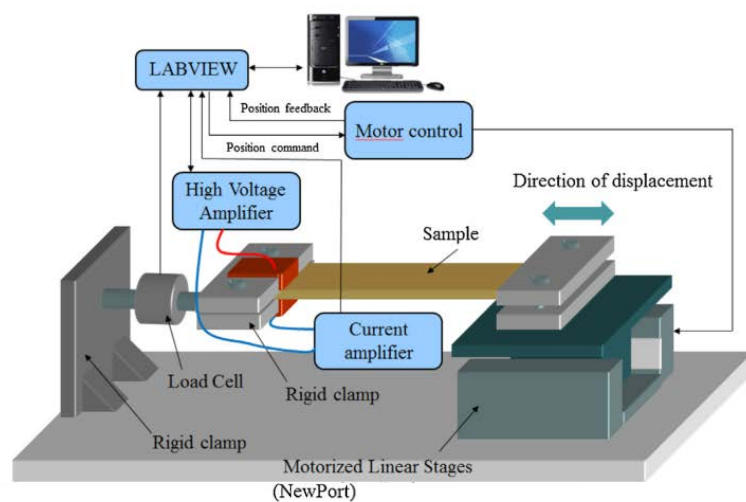 LABVIEW
Position feedback
Motor control
Position command
High Voltage
Amplifier
Direction of displacement
Sample
Current
amplifier
Load Cell
Rigid clamp
Rigid clamp
Motorized Linear Stages
(NewPort)